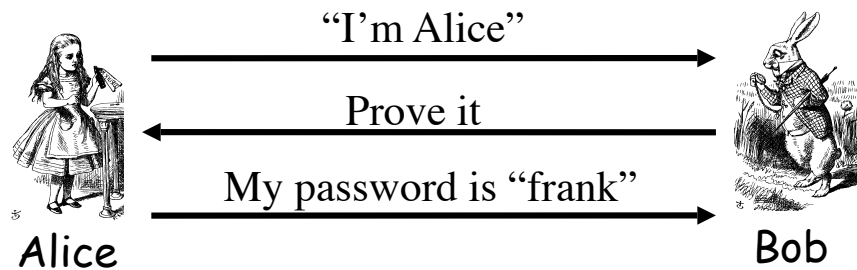 “I’m Alice”
Prove it
My password is “frank”
Alice
Bob